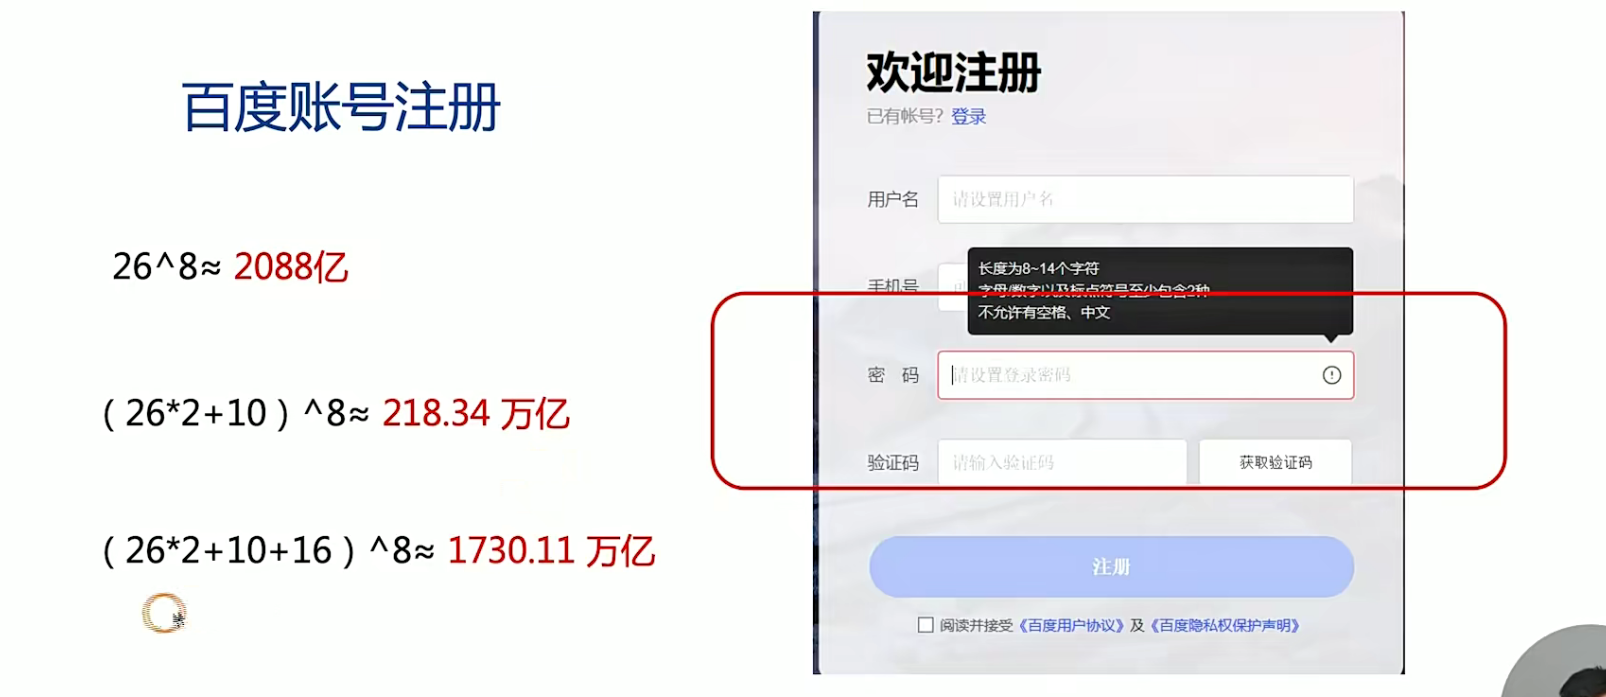 百度账号注册
26^8≈ 2088亿
（26*2+10）^8≈ 218.34 万亿
（26*2+10+16）^8≈ 1730.11 万亿
欢迎注册
已有帐号？登录
用户名 请设置用户名
长度为8~14个字符
手机号
字母/数字以及标点符号至少包含2种
不允许有空格、中文
密 码 请设置登录密码
验证码 请输入验证码 获取验证码
注册
阅读并接受《百度用户协议》及《百度隐私权保护声明》